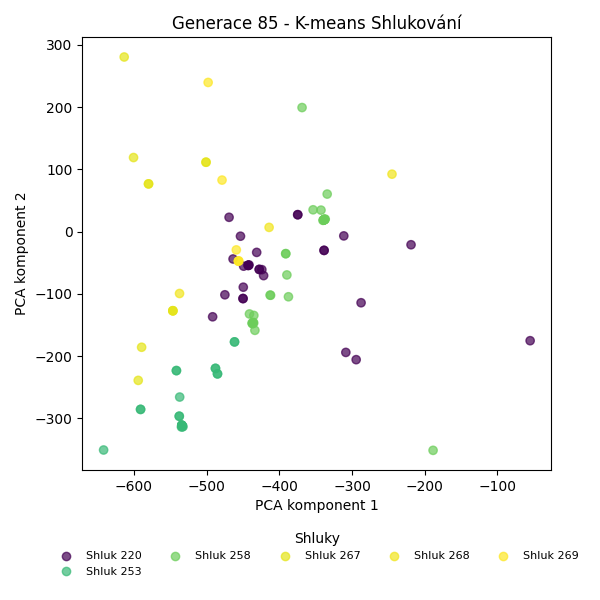 Generace 85 - K-means Shlukování
300
200
100
0
−100
−200
−300
PCA komponent 2
−600 −500 −400 −300 −200 −100
PCA komponent 1
Shluky
Shluk 220 Shluk 258 Shluk 267 Shluk 268 Shluk 269
Shluk 253